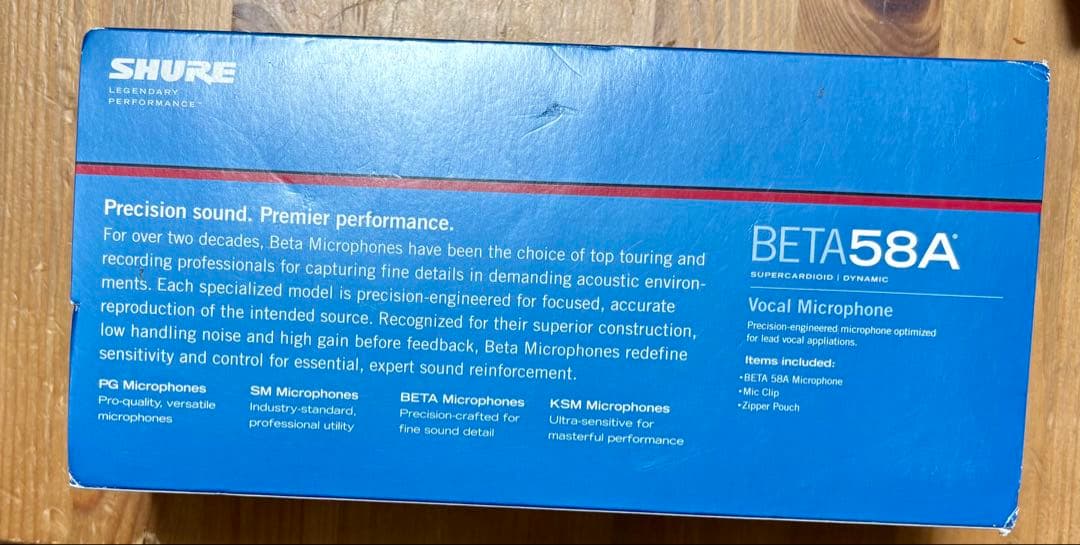 SHURE
LEGENDARY
PERFORMANCE™
Precision sound. Premier performance.
For over two decades, Beta Microphones have been the choice of top touring and
recording professionals for capturing fine details in demanding acoustic environ-
ments. Each specialized model is precision-engineered for focused, accurate
reproduction of the intended source. Recognized for their superior construction,
low handling noise and high gain before feedback, Beta Microphones redefine
sensitivity and control for essential, expert sound reinforcement.
PG Microphones
Pro-quality, versatile
microphones
SM Microphones
Industry-standard,
professional utility
BETA Microphones
Precision-crafted for
fine sound detail
KSM Microphones
Ultra-sensitive for
masterful performance
BETA58A®
SUPERCARDIOID | DYNAMIC
Vocal Microphone
Precision-engineered microphone optimized
for lead vocal appliations.
Items included:
•BETA 58A Microphone
•Mic Clip
•Zipper Pouch